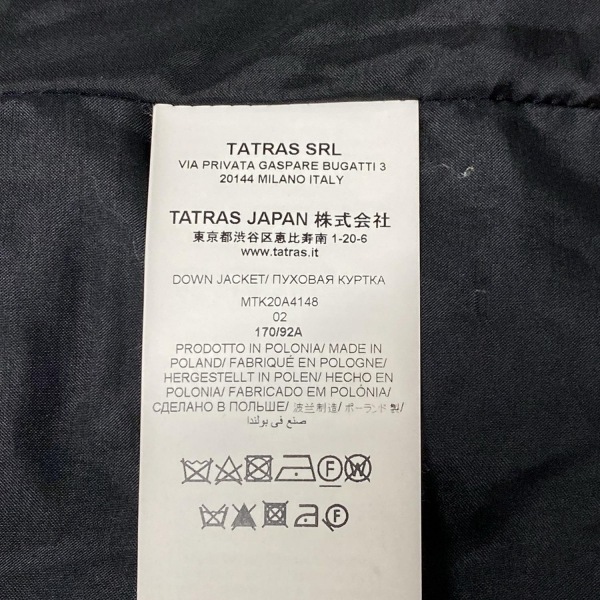 TATRAS SRL
VIA PRIVATA GASPARE BUGATTI 3
20144 MILANO ITALY
TATRAS JAPAN 株式会社
東京都渋谷区恵比寿南 1-20-6
www.tatras.it
DOWN JACKET/ ПУХОВАЯ КУРТКА
MTK20A4148
02
170/92A
PRODOTTO IN POLONIA/ MADE IN
POLAND/ FABRIQUÉ EN POLOGNE/
HERGESTELLT IN POLEN/ HECHO EN
POLONIA/ FABRICADO EM POLÓNIA/
СДЕЛАНО В ПОЛЬШЕ/ 波兰制造/ ポーランド 製/
صنع في بولندا/
F W
F